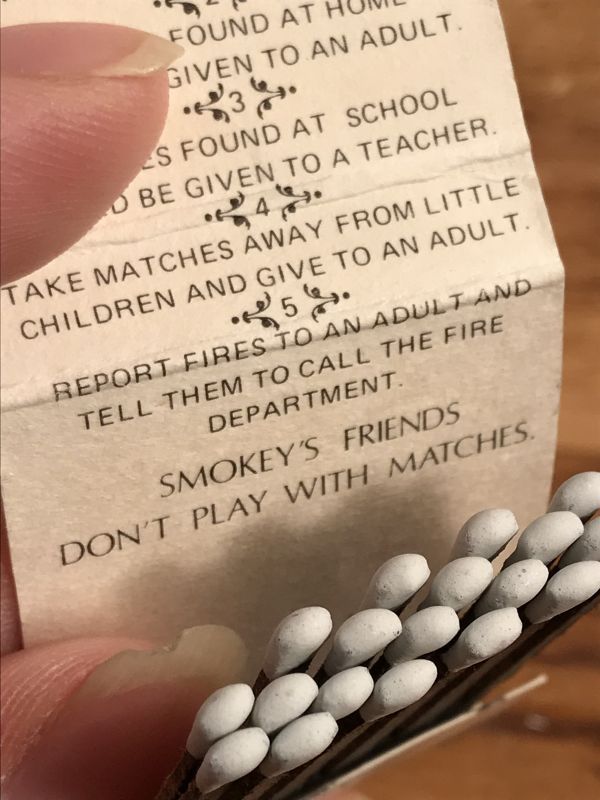 2
FOUND AT HOME
GIVEN TO AN ADULT.
3
FOUND AT SCHOOL
BE GIVEN TO A TEACHER.
4
TAKE MATCHES AWAY FROM LITTLE
CHILDREN AND GIVE TO AN ADULT.
5
REPORT FIRES TO AN ADULT AND
TELL THEM TO CALL THE FIRE
DEPARTMENT.
SMOKEY'S FRIENDS
DON'T PLAY WITH MATCHES.